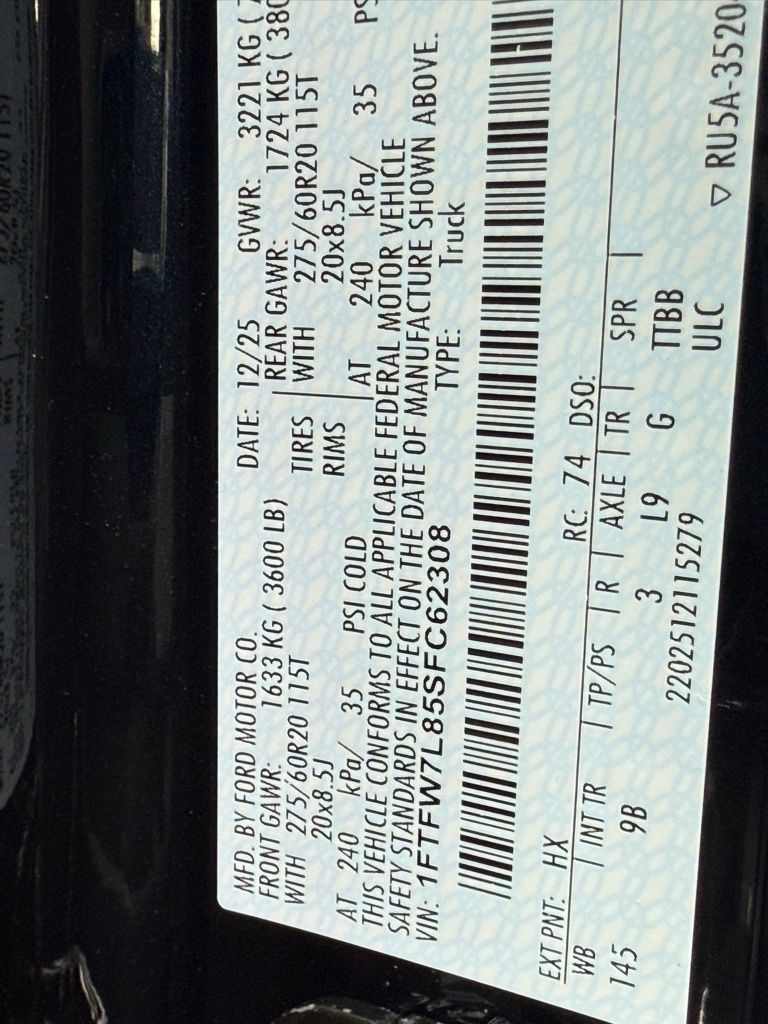 MFD. BY FORD MOTOR CO.
DATE: 12/25 GVWR: 3221 KG (
FRONT GAWR: 1633 KG ( 3600 LB)
REAR GAWR: 1724 KG ( 380
WITH 275/60R20 115T
TIRES WITH 275/60R20 115T
20x8.5J
RIMS 20x8.5J
AT 240 kPa/ 35 PSI COLD
AT 240 kPa/ 35 PS
THIS VEHICLE CONFORMS TO ALL APPLICABLE FEDERAL MOTOR VEHICLE
SAFETY STANDARDS IN EFFECT ON THE DATE OF MANUFACTURE SHOWN ABOVE.
VIN: 1FTFW7L85SFC62308 TYPE: Truck
EXT PNT: HX RC: 74 DSO:
WB | INT TR | TP/PS | R | AXLE | TR | SPR |
145 9B 3 L9 G TTBB
2202512115279 ULC
▽ RU5A-3520